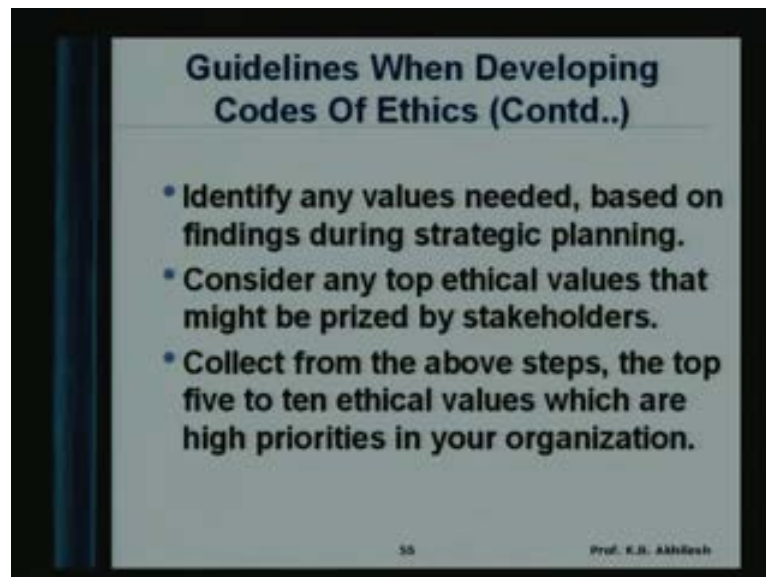 Guidelines When Developing
Codes Of Ethics (Contd..)
• Identify any values needed, based on
findings during strategic planning.
• Consider any top ethical values that
might be prized by stakeholders.
• Collect from the above steps, the top
five to ten ethical values which are
high priorities in your organization.
55
Prof. K.B. Akhilesh